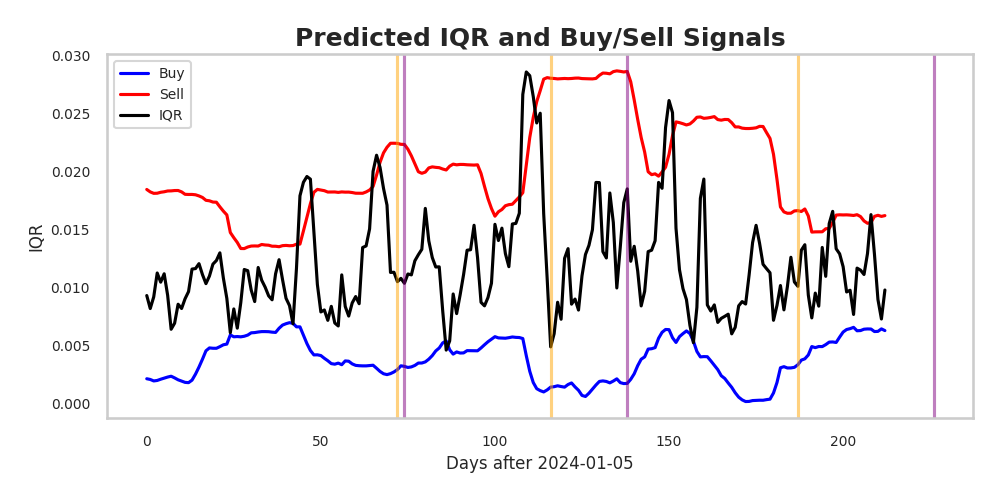 Predicted IQR and Buy/Sell Signals
Buy
Sell
IQR
0.030
0.025
0.020
0.015
0.010
0.005
0.000
IQR
0
50
100
150
200
Days after 2024-01-05